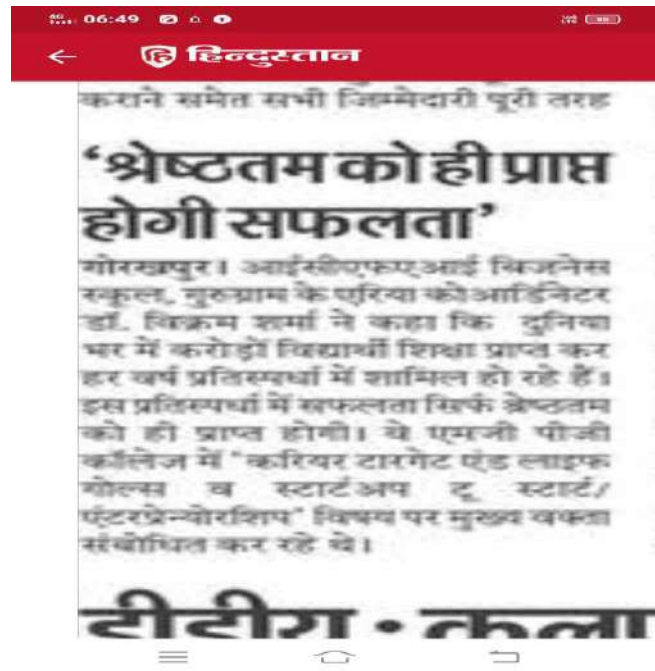 06:49
हिन्दुस्तान
कराने समेत सभी जिम्मेदारी पूरी तरह
‘श्रेष्ठतम को ही प्राप्त
होगी सफलता’
गोरखपुर। आईसीएफएआई बिजनेस
स्कूल, गुरुग्राम के एरिया कोआर्डिनेटर
डॉ. विक्रम शर्मा ने कहा कि दुनिया
भर में करोड़ों विद्यार्थी शिक्षा प्राप्त कर
हर वर्ष प्रतिस्पर्धा में शामिल हो रहे हैं।
इस प्रतिस्पर्धा में सफलता सिर्फ श्रेष्ठतम
को ही प्राप्त होगी। वे एमजी पीजी
कॉलेज में "करियर टारगेट एंड लाइफ
गोल्स व स्टार्टअप टू स्टार्ट/
एंटरप्रेन्योरशिप" विषय पर मुख्य वक्ता
संबोधित कर रहे थे।